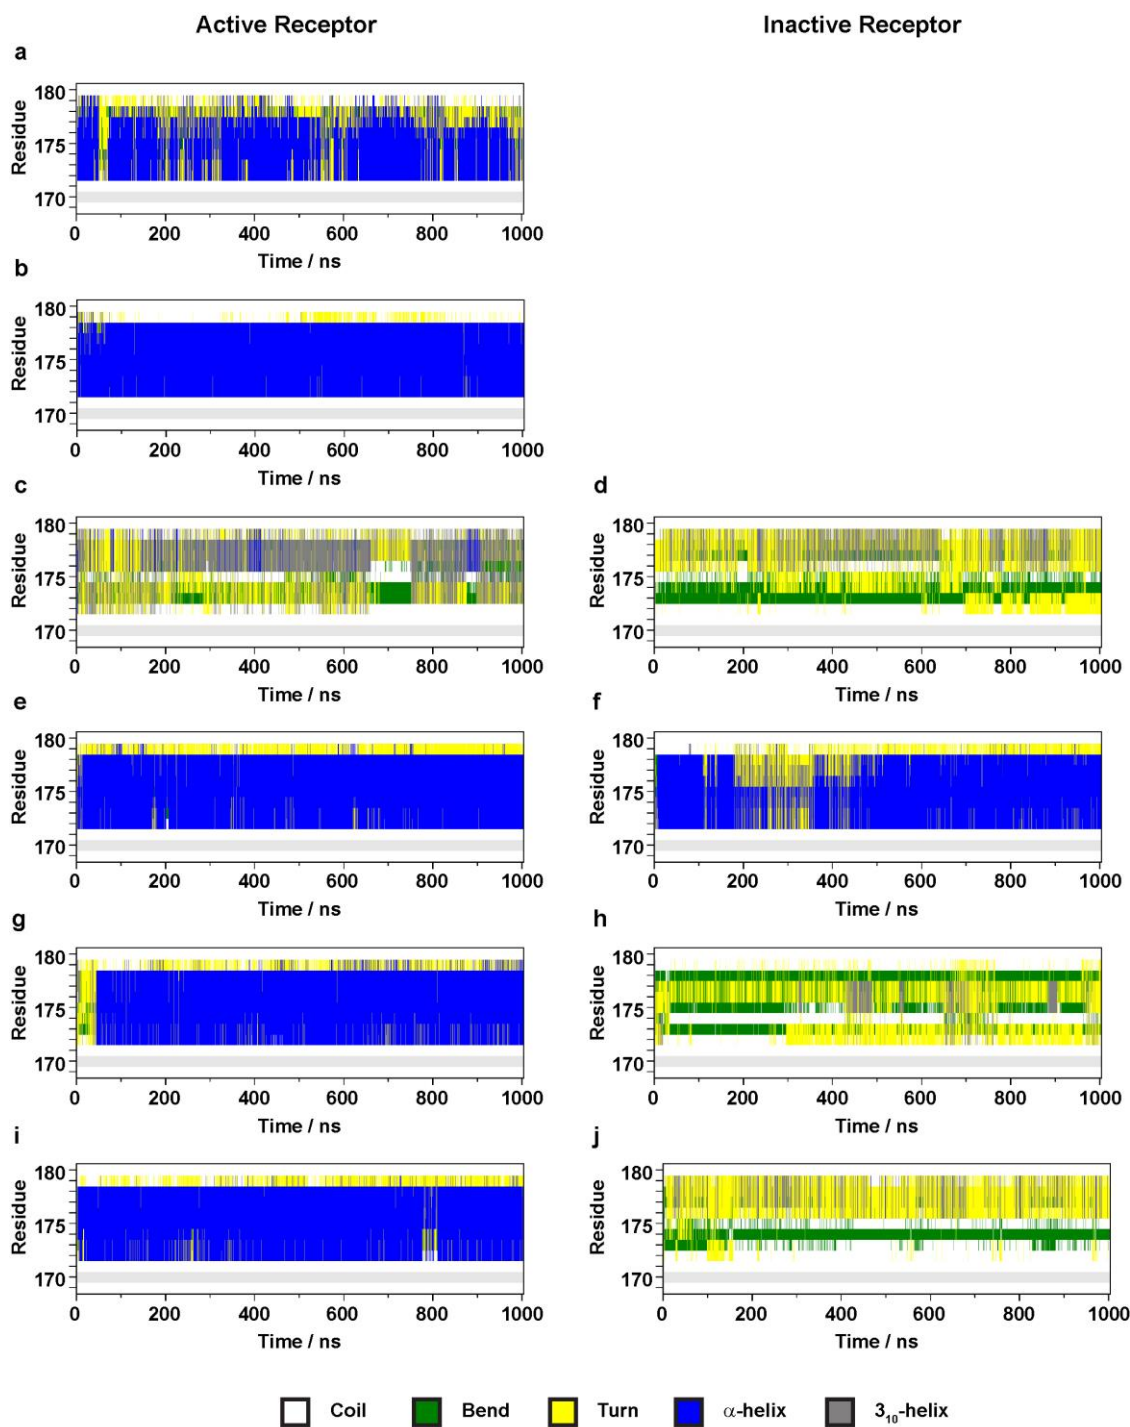 Active Receptor
Inactive Receptor
a
Residue
180
175
170
0 200 400 600 800 1000
Time / ns
b
Residue
180
175
170
0 200 400 600 800 1000
Time / ns
c
Residue
180
175
170
0 200 400 600 800 1000
Time / ns
d
Residue
180
175
170
0 200 400 600 800 1000
Time / ns
e
Residue
180
175
170
0 200 400 600 800 1000
Time / ns
f
Residue
180
175
170
0 200 400 600 800 1000
Time / ns
g
Residue
180
175
170
0 200 400 600 800 1000
Time / ns
h
Residue
180
175
170
0 200 400 600 800 1000
Time / ns
i
Residue
180
175
170
0 200 400 600 800 1000
Time / ns
j
Residue
180
175
170
0 200 400 600 800 1000
Time / ns
Coil Bend Turn α-helix 3₁₀-helix